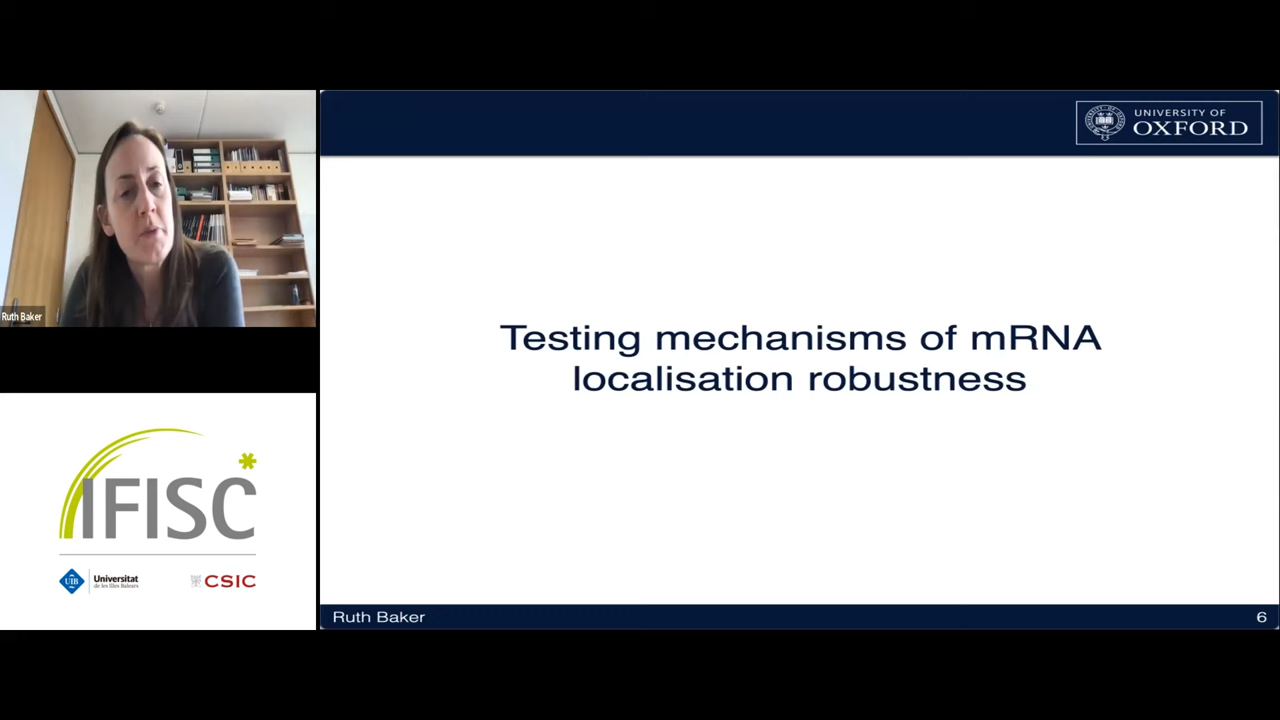 UNIVERSITY OF
OXFORD
Testing mechanisms of mRNA
localisation robustness
Ruth Baker
IFISC
UIB
Universitat
de les Illes Balears
CSIC
Ruth Baker
6